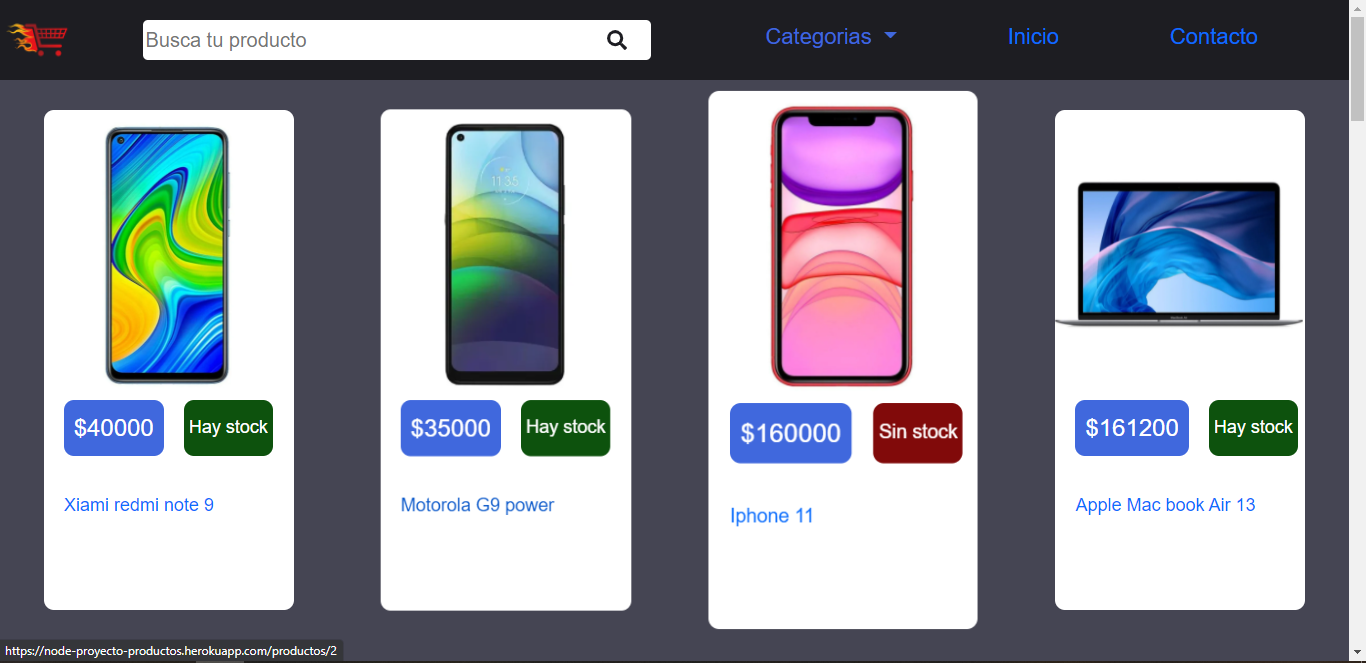 Busca tu producto
Categorias
Inicio
Contacto
11 35
$40000
Hay stock
$35000
Hay stock
$160000
Sin stock
$161200
Hay stock
Xiami redmi note 9
Motorola G9 power
Iphone 11
Apple Mac book Air 13
https://node-proyecto-productos.herokuapp.com/productos/2